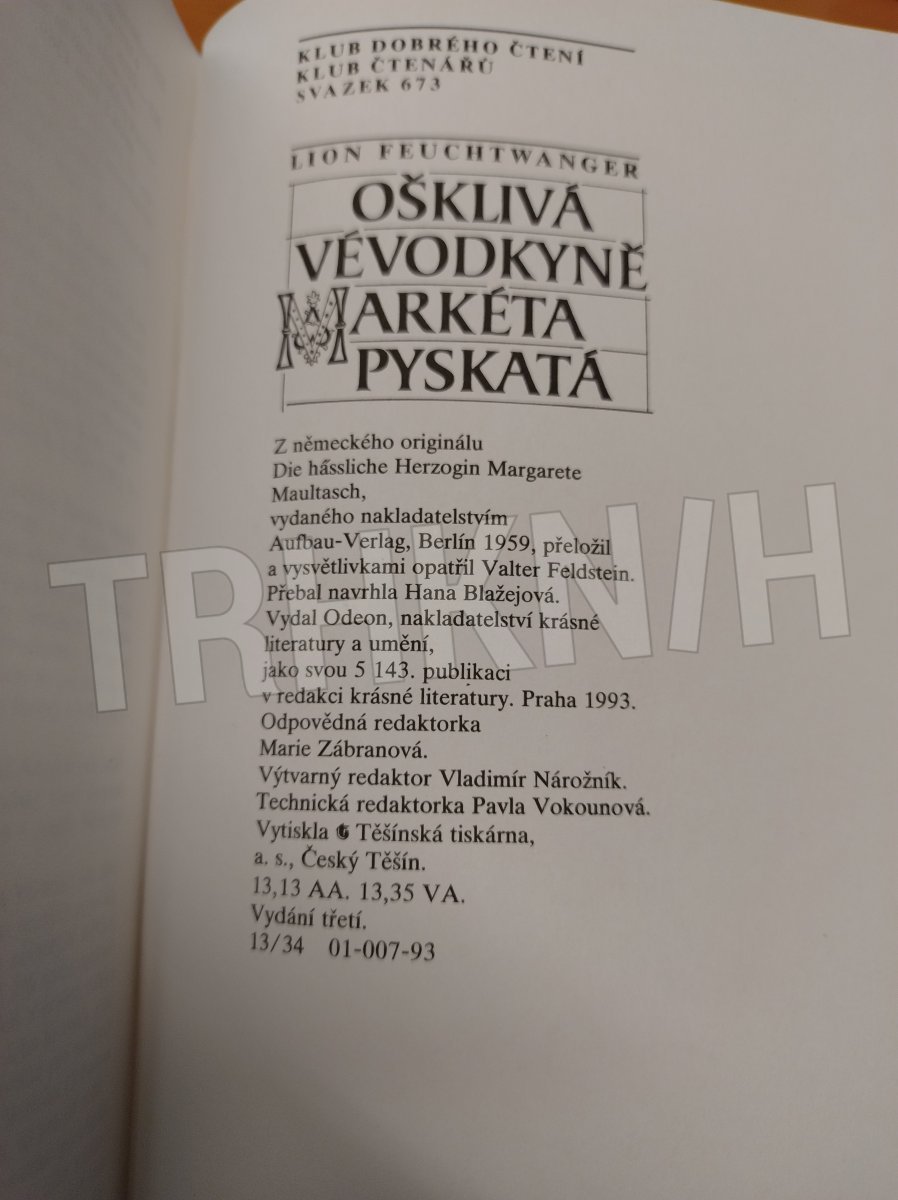 KLUB DOBRÉHO ČTENÍ
KLUB ČTENÁŘŮ
SVAZEK 673
LION FEUCHTWANGER
OŠKLIVÁ
VÉVODKYNĚ
MARKÉTA
PYSKATÁ
Z německého originálu
Die hässliche Herzogin Margarete
Maultasch,
vydaného nakladatelstvím
Aufbau-Verlag, Berlín 1959, přeložil
a vysvětlivkami opatřil Valter Feldstein.
Přebal navrhla Hana Blažejová.
Vydal Odeon, nakladatelství krásné
literatury a umění,
jako svou 5 143. publikaci
v redakci krásné literatury. Praha 1993.
Odpovědná redaktorka
Marie Zábranová.
Výtvarný redaktor Vladimír Nárožník.
Technická redaktorka Pavla Vokounová.
Vytiskla Těšínská tiskárna,
a. s., Český Těšín.
13,13 AA. 13,35 VA.
Vydání třetí.
13/34 01-007-93
TRHKNIH